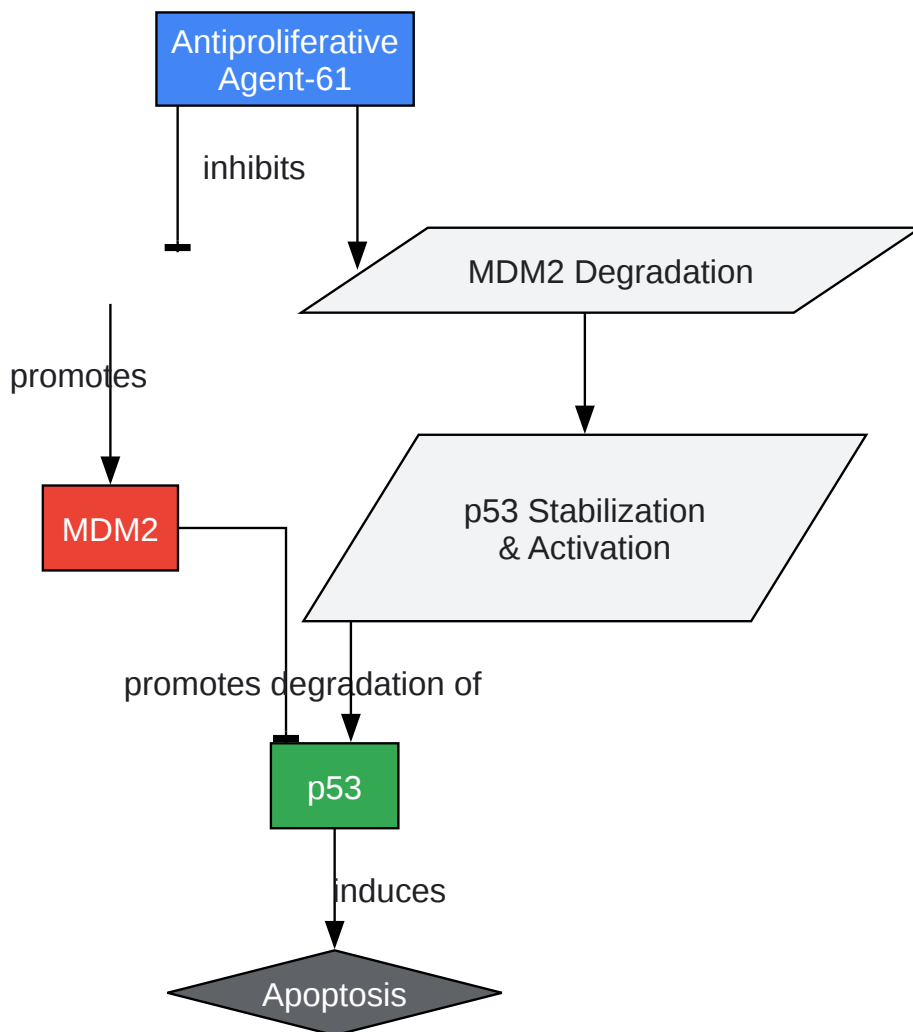 Antiproliferative
Agent-61
inhibits
MDM2 Degradation
promotes
MDM2
p53 Stabilization
& Activation
promotes degradation of
p53
induces
Apoptosis